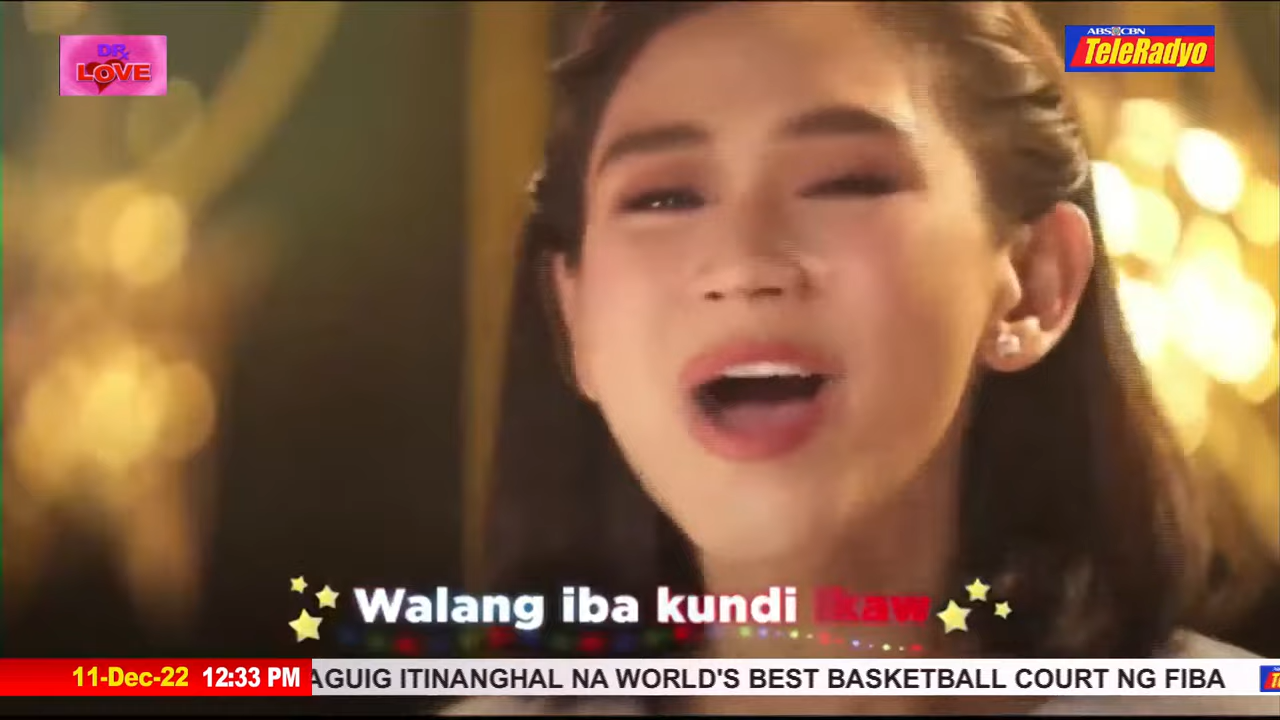 DR.
LOVE
ABS CBN
TeleRadyo
Walang iba kundi ikaw
11-Dec-22 12:33 PM AGUIG ITINANGHAL NA WORLD'S BEST BASKETBALL COURT NG FIBA